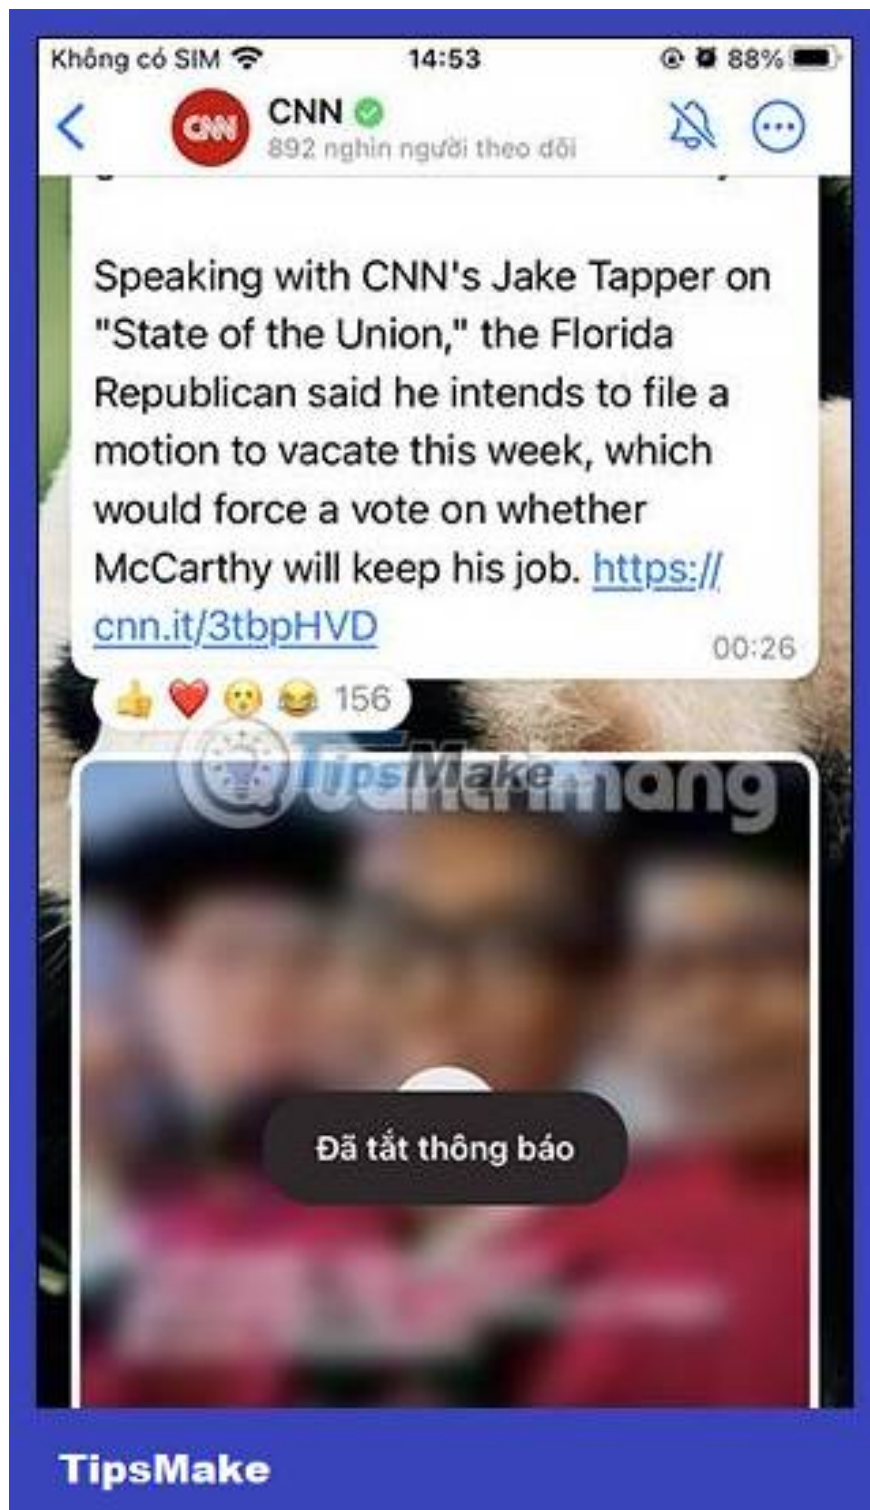 Không có SIM 14:53 88%
CNN CNN
892 nghìn người theo dõi
Speaking with CNN's Jake Tapper on
"State of the Union," the Florida
Republican said he intends to file a
motion to vacate this week, which
would force a vote on whether
McCarthy will keep his job. https://
cnn.it/3tbpHVD
00:26
156
TipsMake
Quantrimang
Đã tắt thông báo
TipsMake